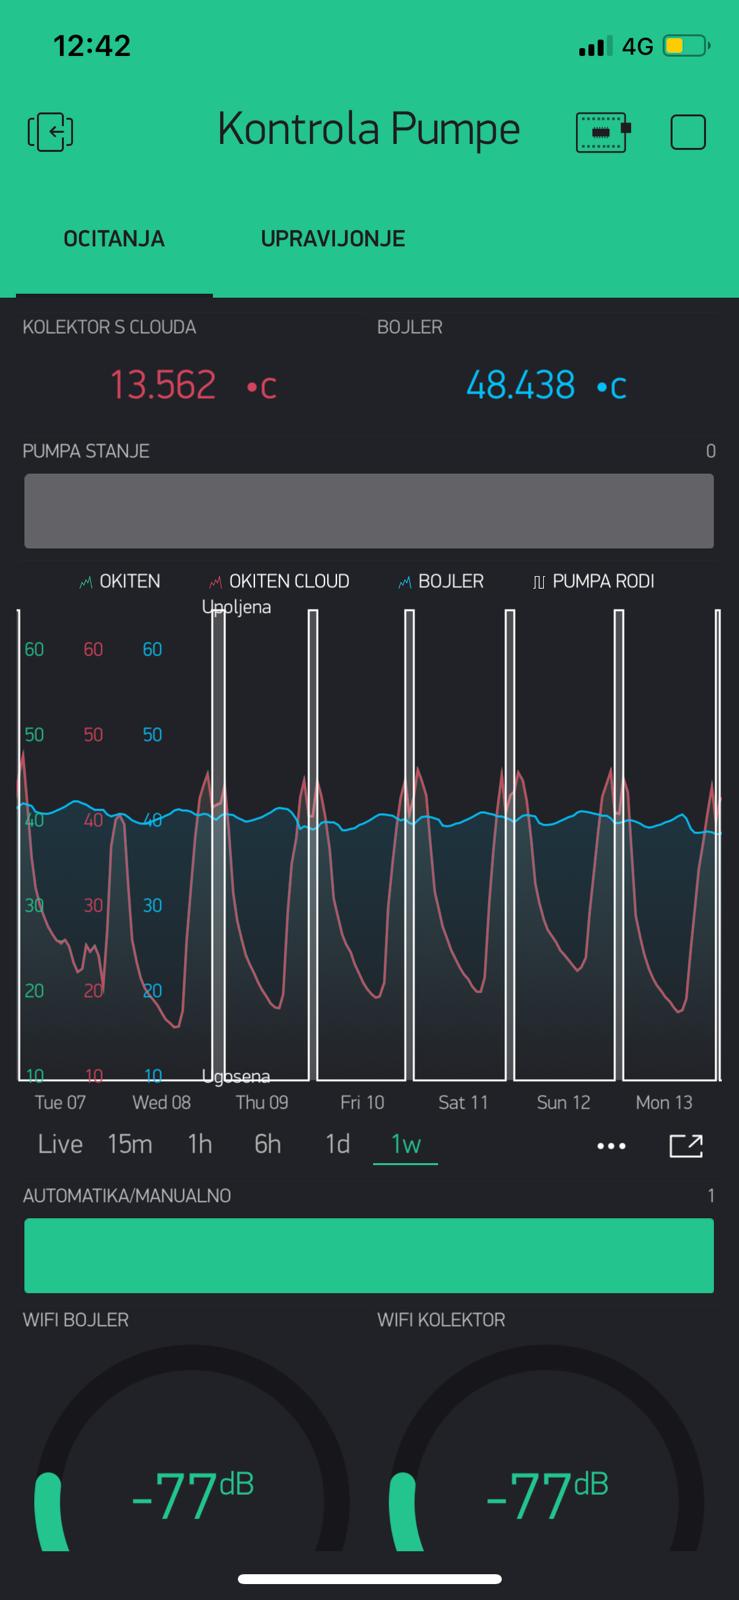 12:42 4G
Kontrola Pumpe
OCITANJA UPRAVIJONJE
KOLEKTOR S CLOUDA BOJLER
13.562 •C 48.438 •C
PUMPA STANJE 0
OKITEN OKITEN CLOUD BOJLER PUMPA RODI
Upoljena
60 60 60
50 50 50
40 40 40
30 30 30
20 20 20
10 10 10 Ugosena
Tue 07 Wed 08 Thu 09 Fri 10 Sat 11 Sun 12 Mon 13
Live 15m 1h 6h 1d 1w
AUTOMATIKA/MANUALNO 1
WIFI BOJLER WIFI KOLEKTOR
-77dB -77dB